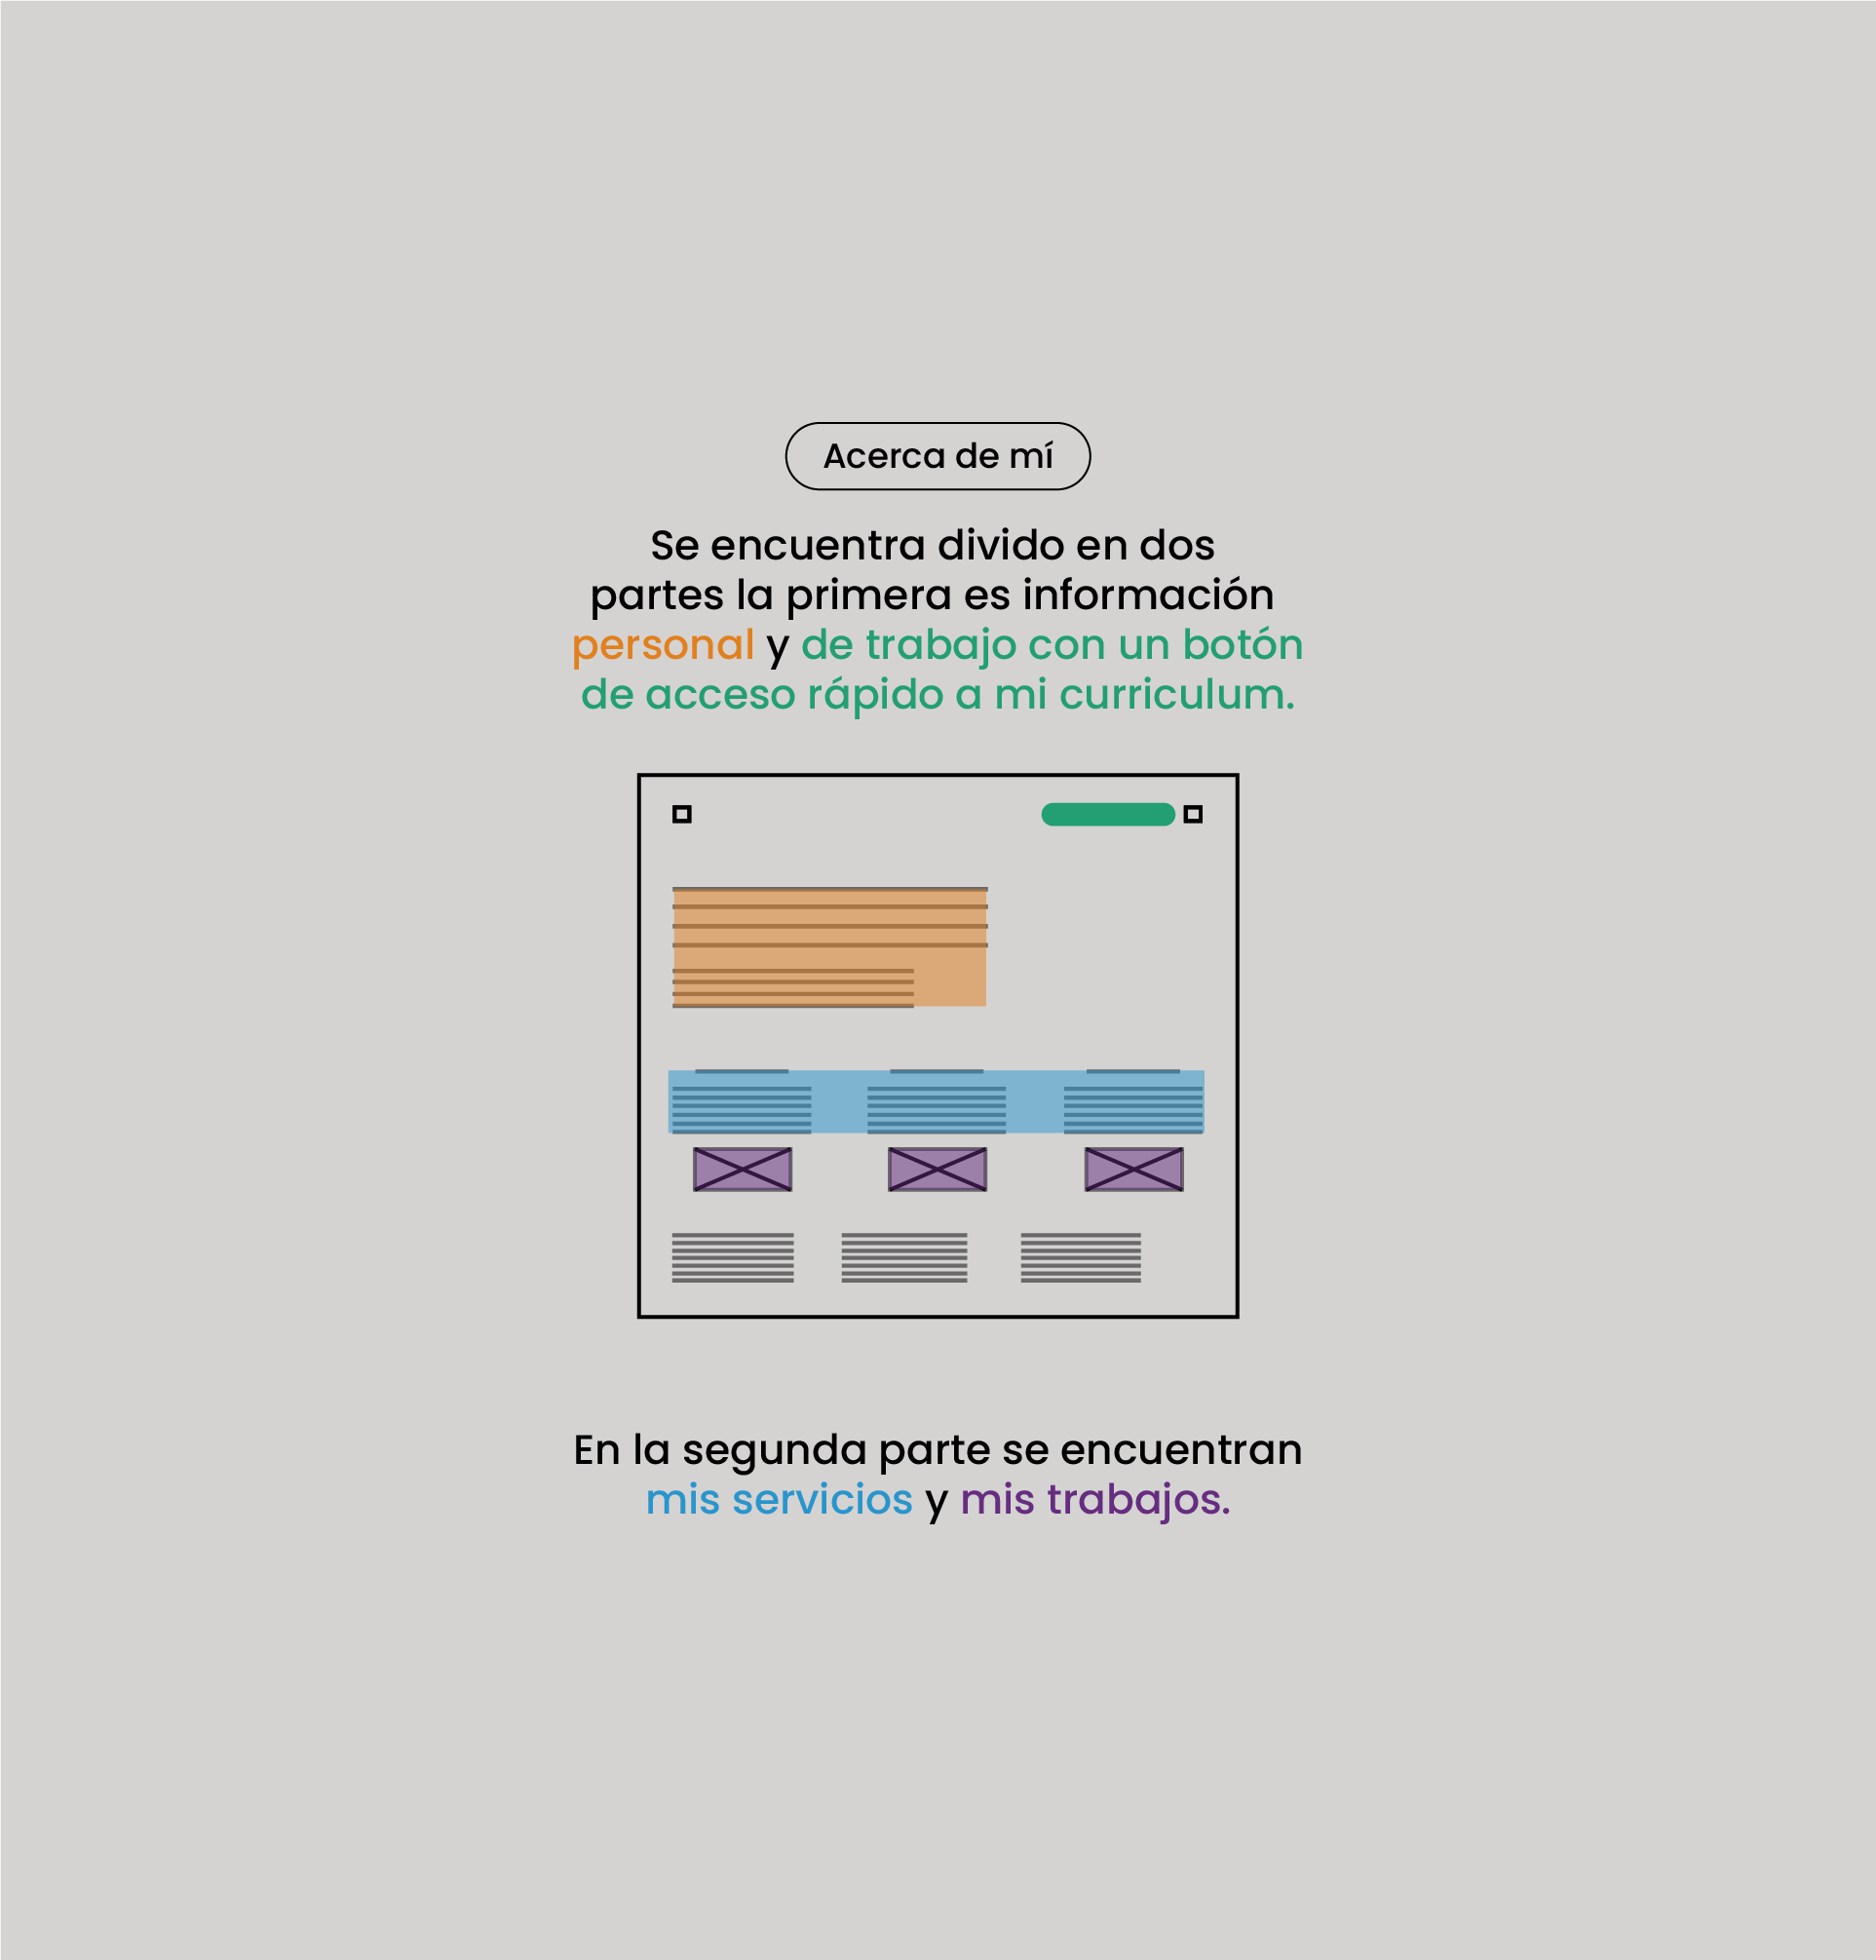 Acerca de mí
Se encuentra divido en dos
partes la primera es información
personal y de trabajo con un botón
de acceso rápido a mi curriculum.
En la segunda parte se encuentran
mis servicios y mis trabajos.